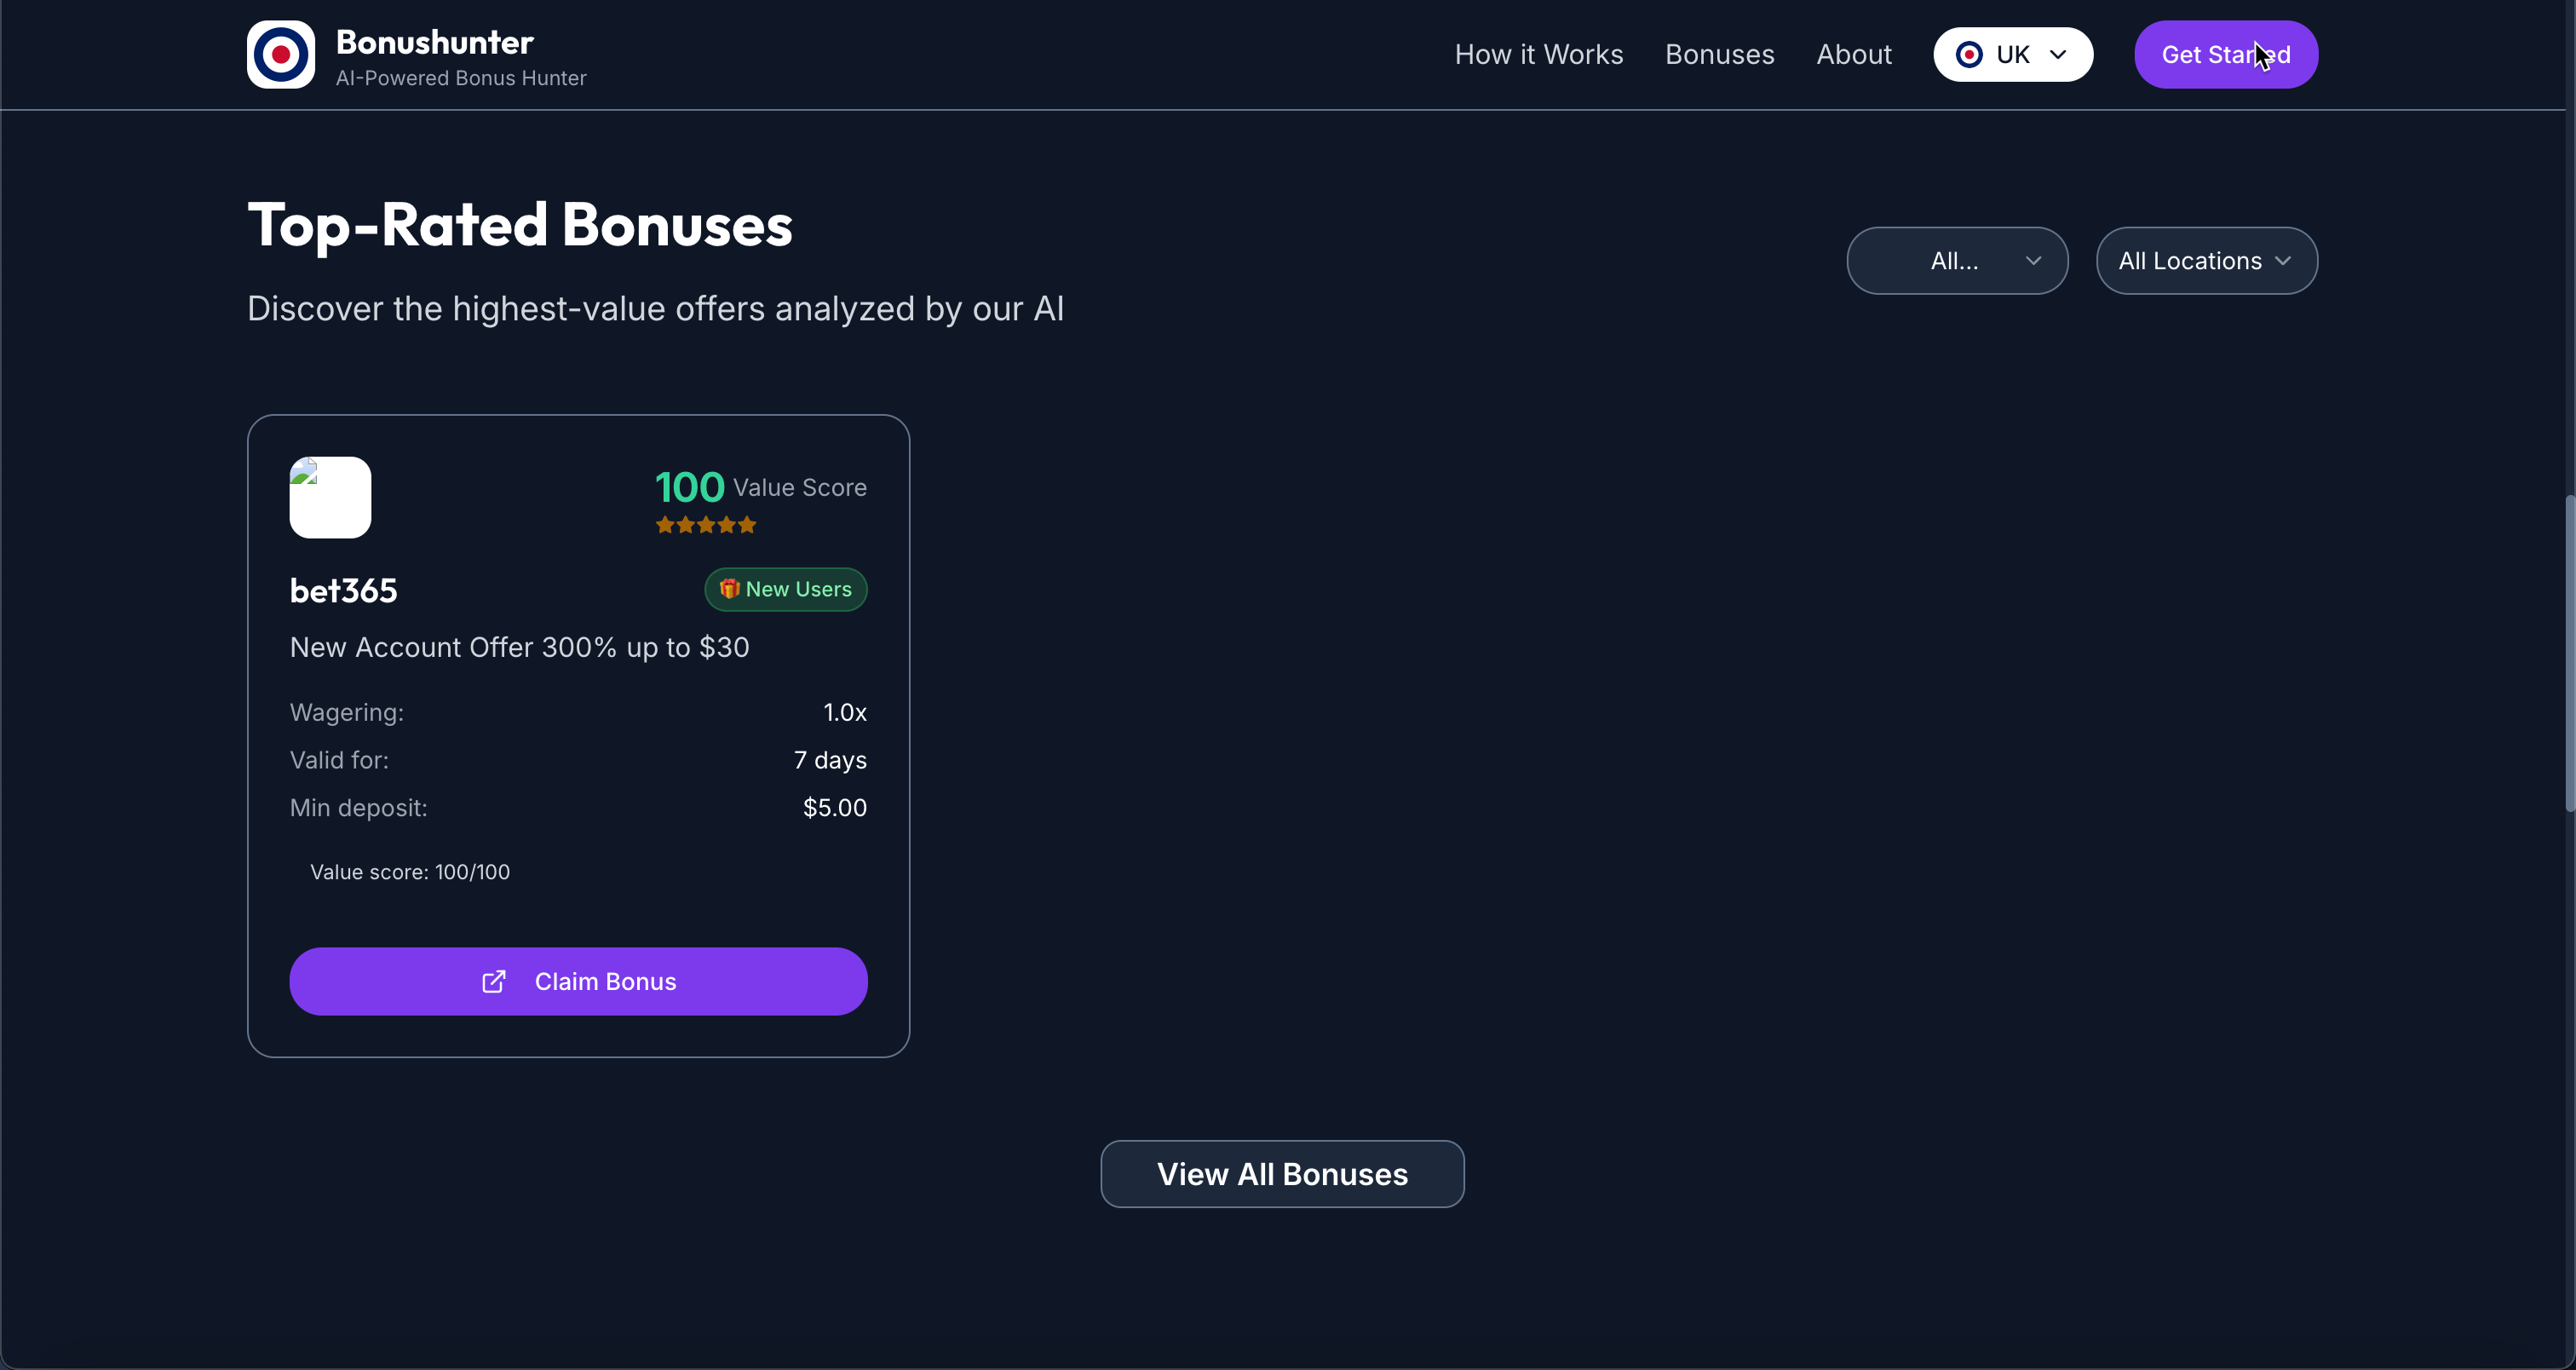 Bonushunter
AI-Powered Bonus Hunter
How it Works
Bonuses
About
UK
Get Started
Top-Rated Bonuses
Discover the highest-value offers analyzed by our AI
All...
All Locations
100 Value Score
bet365
New Users
New Account Offer 300% up to $30
Wagering: 1.0x
Valid for: 7 days
Min deposit: $5.00
Value score: 100/100
Claim Bonus
View All Bonuses